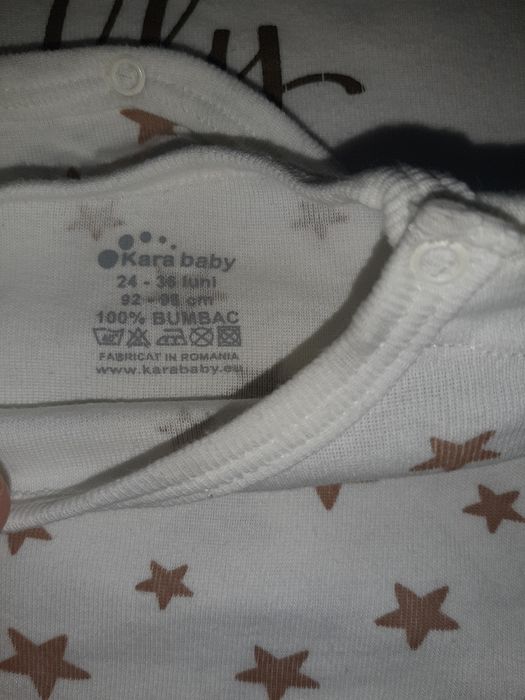 Kara baby
24 - 36 luni
92 - 98 cm
100% BUMBAC
FABRICAT IN ROMANIA
www.karababy.eu